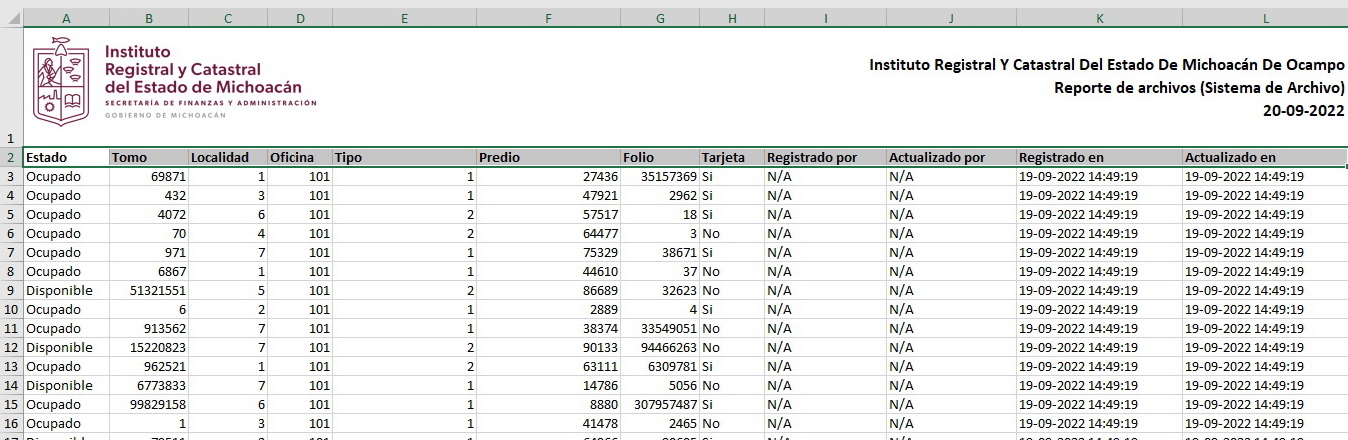 A B C D E F G H I J K L
Instituto
Registral y Catastral
del Estado de Michoacán
SECRETARÍA DE FINANZAS Y ADMINISTRACIÓN
GOBIERNO DE MICHOACÁN
Instituto Registral Y Catastral Del Estado De Michoacán De Ocampo
Reporte de archivos (Sistema de Archivo)
20-09-2022
1
2 Estado Tomo Localidad Oficina Tipo Predio Folio Tarjeta Registrado por Actualizado por Registrado en Actualizado en
3 Ocupado 69871 1 101 1 27436 35157369 Si N/A N/A 19-09-2022 14:49:19 19-09-2022 14:49:19
4 Ocupado 432 3 101 1 47921 2962 Si N/A N/A 19-09-2022 14:49:19 19-09-2022 14:49:19
5 Ocupado 4072 6 101 2 57517 18 Si N/A N/A 19-09-2022 14:49:19 19-09-2022 14:49:19
6 Ocupado 70 4 101 2 64477 3 No N/A N/A 19-09-2022 14:49:19 19-09-2022 14:49:19
7 Ocupado 971 7 101 1 75329 38671 Si N/A N/A 19-09-2022 14:49:19 19-09-2022 14:49:19
8 Ocupado 6867 1 101 1 44610 37 No N/A N/A 19-09-2022 14:49:19 19-09-2022 14:49:19
9 Disponible 51321551 5 101 2 86689 32623 No N/A N/A 19-09-2022 14:49:19 19-09-2022 14:49:19
10 Ocupado 6 2 101 1 2889 4 Si N/A N/A 19-09-2022 14:49:19 19-09-2022 14:49:19
11 Ocupado 913562 7 101 1 38374 33549051 No N/A N/A 19-09-2022 14:49:19 19-09-2022 14:49:19
12 Disponible 15220823 7 101 2 90133 94466263 No N/A N/A 19-09-2022 14:49:19 19-09-2022 14:49:19
13 Ocupado 962521 1 101 2 63111 6309781 Si N/A N/A 19-09-2022 14:49:19 19-09-2022 14:49:19
14 Disponible 6773833 7 101 1 14786 5056 No N/A N/A 19-09-2022 14:49:19 19-09-2022 14:49:19
15 Ocupado 99829158 6 101 1 8880 307957487 Si N/A N/A 19-09-2022 14:49:19 19-09-2022 14:49:19
16 Ocupado 1 3 101 1 41478 2465 No N/A N/A 19-09-2022 14:49:19 19-09-2022 14:49:19